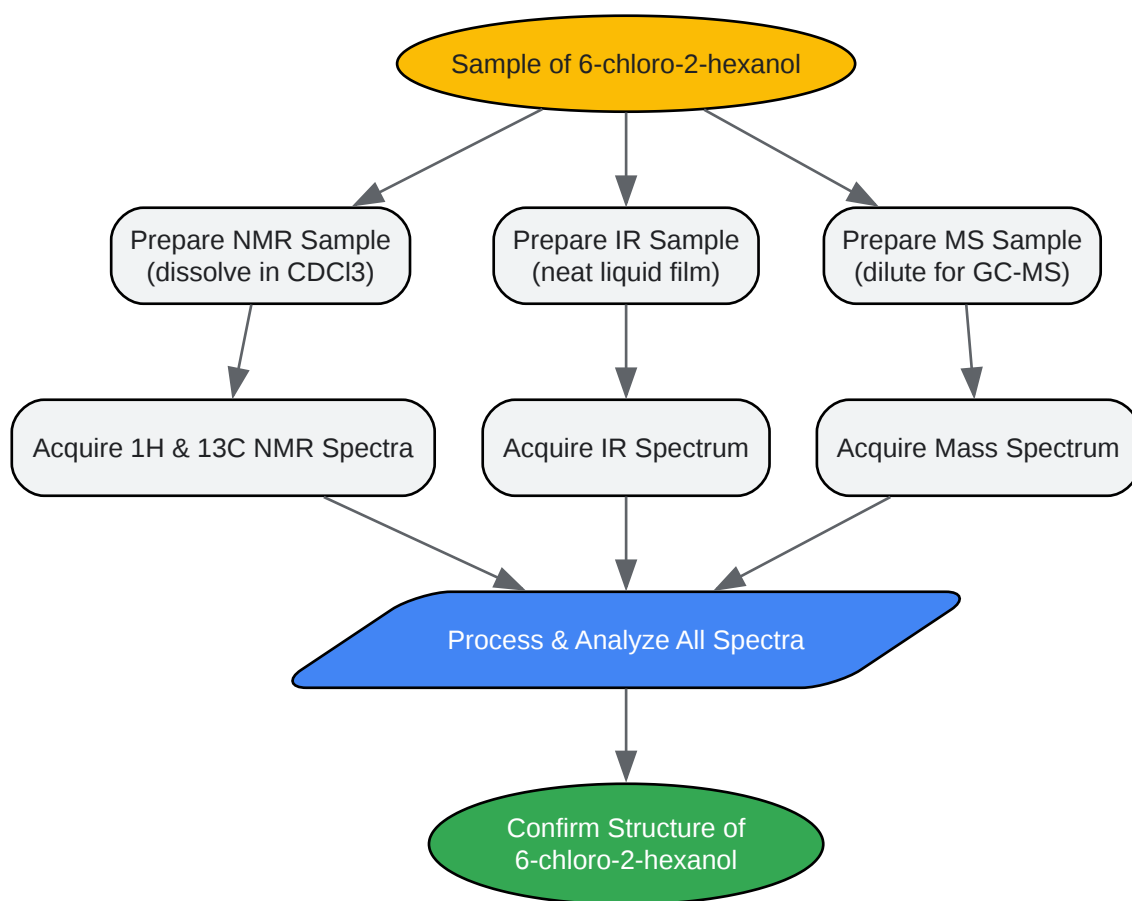 Sample of 6-chloro-2-hexanol
Prepare NMR Sample
(dissolve in CDCl3)
Prepare IR Sample
(neat liquid film)
Prepare MS Sample
(dilute for GC-MS)
Acquire 1H & 13C NMR Spectra
Acquire IR Spectrum
Acquire Mass Spectrum
Process & Analyze All Spectra
Confirm Structure of
6-chloro-2-hexanol